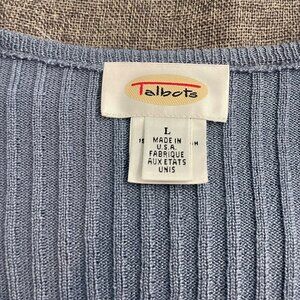 Talbots
L
MADE IN
U.S.A.
FABRIQUE
AUX ETATS
UNIS